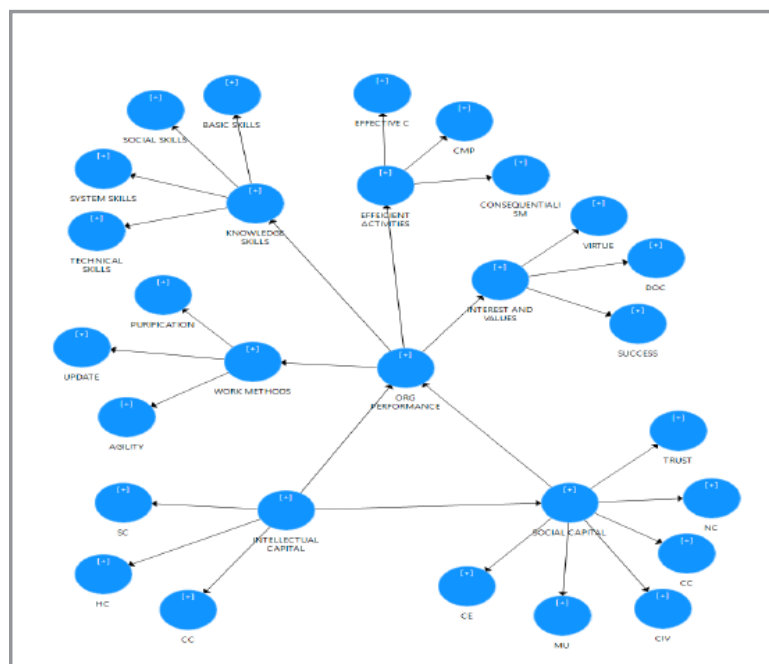 [+]
BASIC SKILLS
[+]
SOCIAL SKILLS
[+]
SYSTEM SKILLS
[+]
TECHNICAL
SKILLS
[+]
KNOWLEDGE
SKILLS
[+]
EFFECTIVE C
[+]
CMP
[+]
CONSEQUENTIALI
SM
[+]
EFFICIENT
ACTIVITIES
[+]
VIRTUE
[+]
DOC
[+]
SUCCESS
[+]
INTEREST AND
VALUES
[+]
PURIFICATION
[+]
UPDATE
[+]
AGILITY
[+]
WORK METHODS
[+]
ORG
PERFORMANCE
[+]
SC
[+]
HC
[+]
CC
[+]
INTELLECTUAL
CAPITAL
[+]
SOCIAL CAPITAL
[+]
TRUST
[+]
NC
[+]
CC
[+]
CIV
[+]
MU
[+]
CE